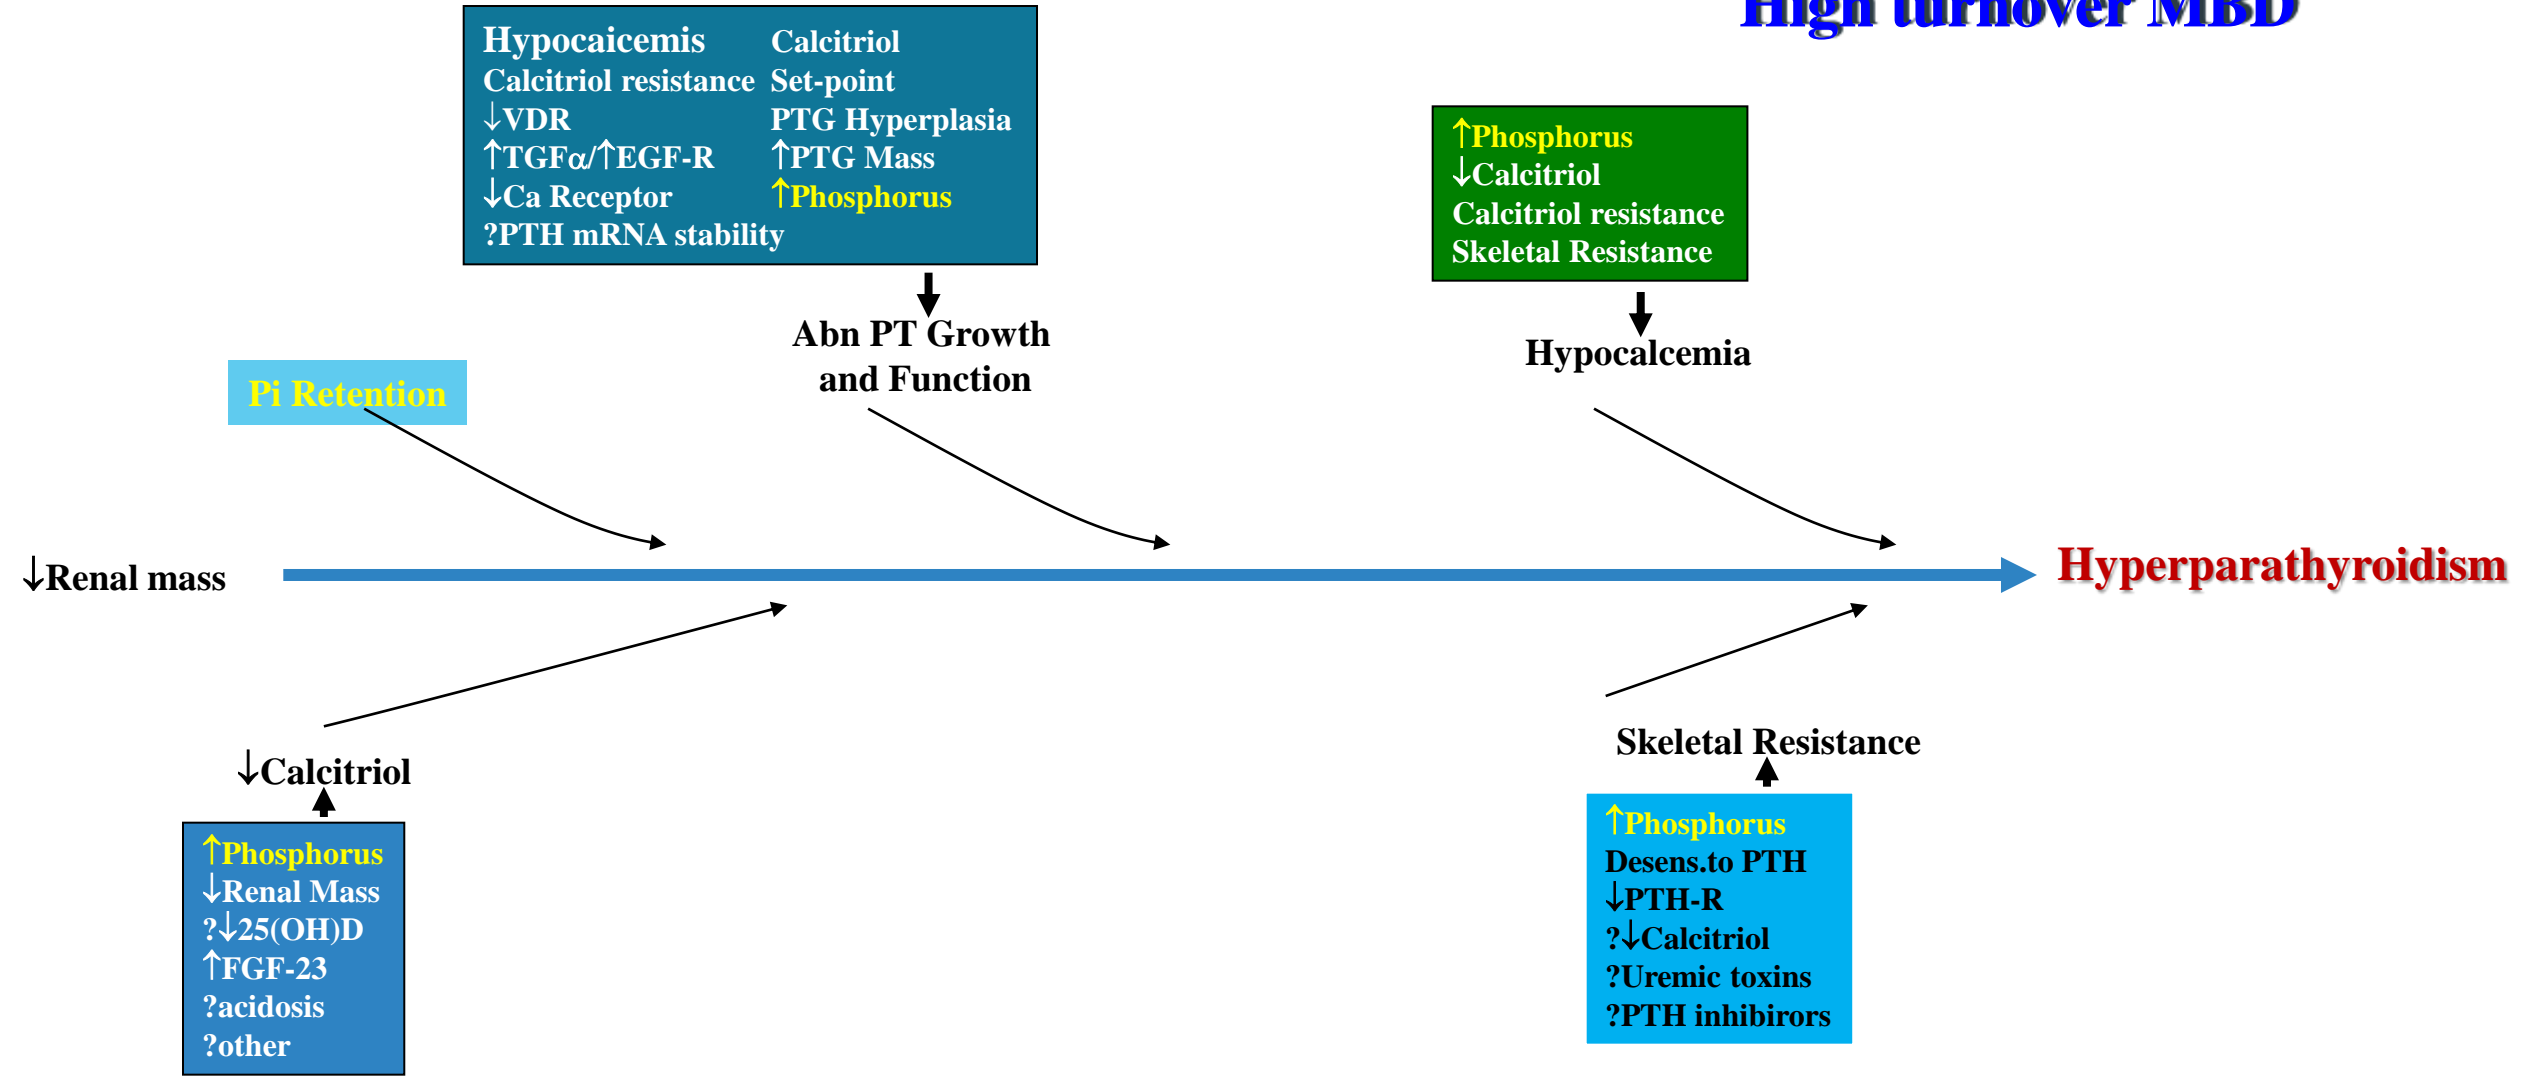 High turnover MBD
Hypocaicemis Calcitriol
Calcitriol resistance Set-point
↓VDR PTG Hyperplasia
↑TGFα/↑EGF-R ↑PTG Mass
↓Ca Receptor ↑Phosphorus
?PTH mRNA stability
↑Phosphorus
↓Calcitriol
Calcitriol resistance
Skeletal Resistance
Abn PT Growth
and Function
Hypocalcemia
Pi Retention
↓Renal mass
Hyperparathyroidism
↓Calcitriol
Skeletal Resistance
↑Phosphorus
↓Renal Mass
?↓25(OH)D
↑FGF-23
?acidosis
?other
↑Phosphorus
Desens.to PTH
↓PTH-R
?↓Calcitriol
?Uremic toxins
?PTH inhibirors